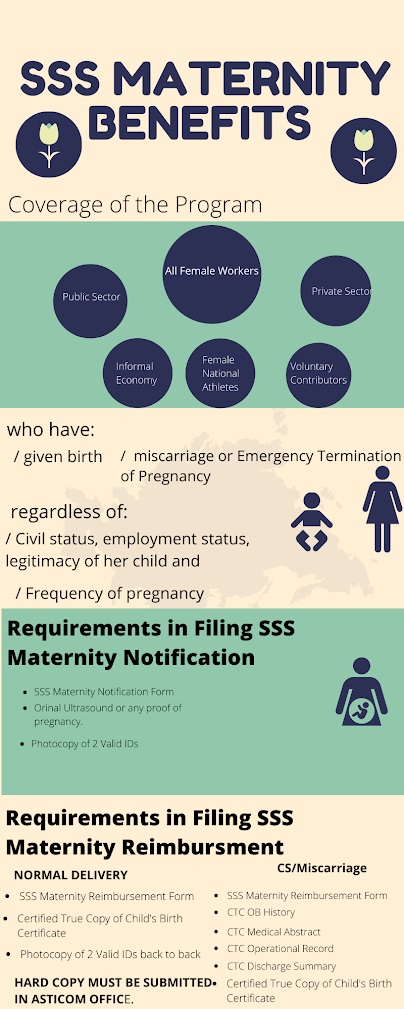 SSS MATERNITY
BENEFITS
Coverage of the Program
All Female Workers
Public Sector
Private Sector
Informal
Economy
Female
National
Athletes
Voluntary
Contributors
who have:
/ given birth
/ miscarriage or Emergency Termination
of Pregnancy
regardless of:
/ Civil status, employment status,
legitimacy of her child and
/ Frequency of pregnancy
Requirements in Filing SSS
Maternity Notification
• SSS Maternity Notification Form
• Orinal Ultrasound or any proof of
pregnancy.
• Photocopy of 2 Valid IDs
Requirements in Filing SSS
Maternity Reimbursment
NORMAL DELIVERY
• SSS Maternity Reimbursement Form
• Certified True Copy of Child's Birth
Certificate
• Photocopy of 2 Valid IDs back to back
HARD COPY MUST BE SUBMITTED
IN ASTICOM OFFICE.
CS/Miscarriage
• SSS Maternity Reimbursement Form
• CTC OB History
• CTC Medical Abstract
• CTC Operational Record
• CTC Discharge Summary
• Certified True Copy of Child's Birth
Certificate